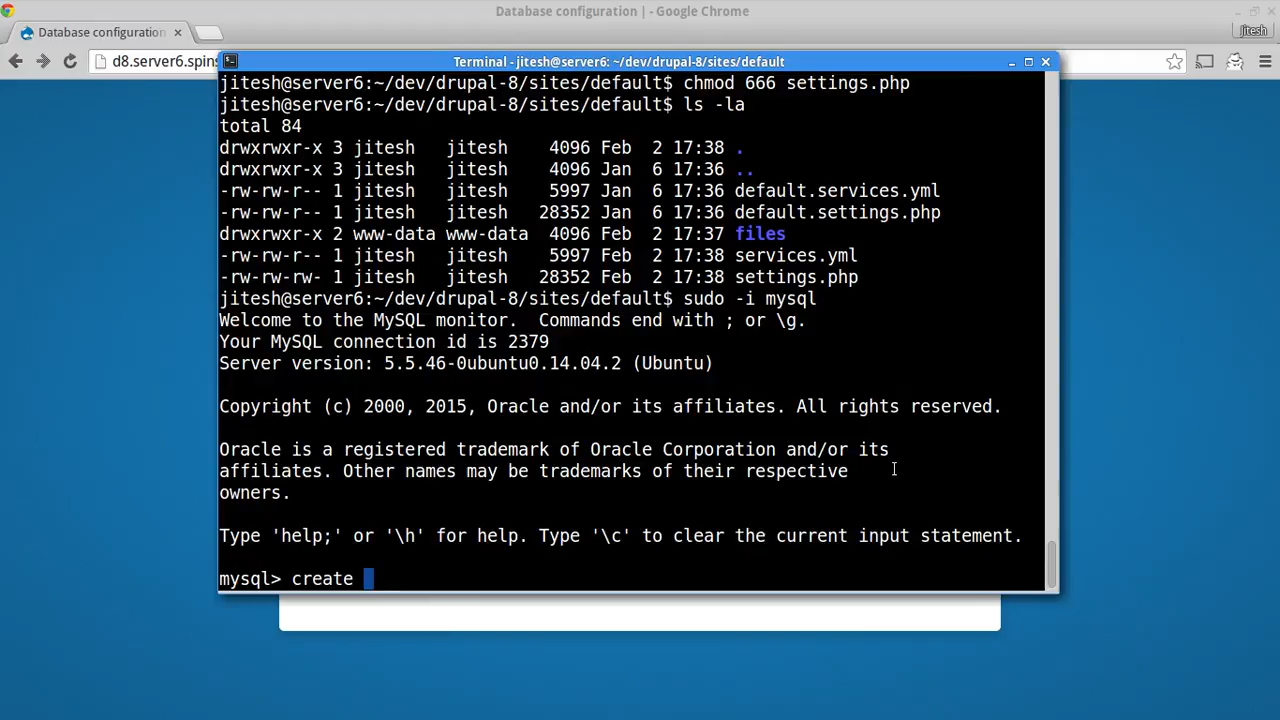 Database configuration | - Google Chrome
Database configuration
jitesh
d8.server6.spins
Terminal - jitesh@server6: ~/dev/drupal-8/sites/default
jitesh@server6:~/dev/drupal-8/sites/default$ chmod 666 settings.php
jitesh@server6:~/dev/drupal-8/sites/default$ ls -la
total 84
drwxrwxr-x 3 jitesh   jitesh    4096 Feb  2 17:38 .
drwxrwxr-x 3 jitesh   jitesh    4096 Jan  6 17:36 ..
-rw-rw-r-- 1 jitesh   jitesh    5997 Jan  6 17:36 default.services.yml
-rw-rw-r-- 1 jitesh   jitesh   28352 Jan  6 17:36 default.settings.php
drwxrwxr-x 2 www-data www-data  4096 Feb  2 17:37 files
-rw-rw-r-- 1 jitesh   jitesh    5997 Feb  2 17:38 services.yml
-rw-rw-rw- 1 jitesh   jitesh   28352 Feb  2 17:38 settings.php
jitesh@server6:~/dev/drupal-8/sites/default$ sudo -i mysql
Welcome to the MySQL monitor.  Commands end with ; or \g.
Your MySQL connection id is 2379
Server version: 5.5.46-0ubuntu0.14.04.2 (Ubuntu)
Copyright (c) 2000, 2015, Oracle and/or its affiliates. All rights reserved.
Oracle is a registered trademark of Oracle Corporation and/or its
affiliates. Other names may be trademarks of their respective
owners.
Type 'help;' or '\h' for help. Type '\c' to clear the current input statement.
mysql> create